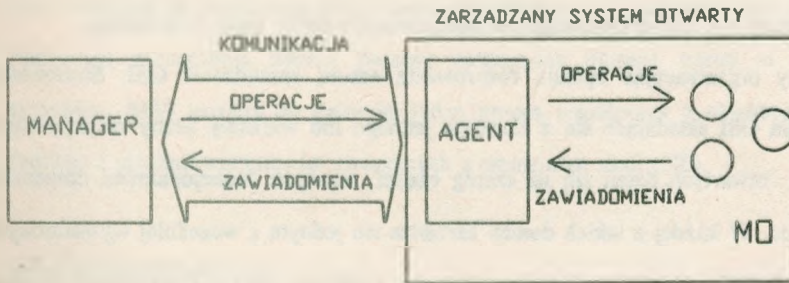 ZARZADZANY SYSTEM OTWARTY
KOMUNIKACJA
OPERACJE
OPERACJE
MANAGER
AGENT
ZAWIADOMIENIA
ZAWIADOMIENIA
MO